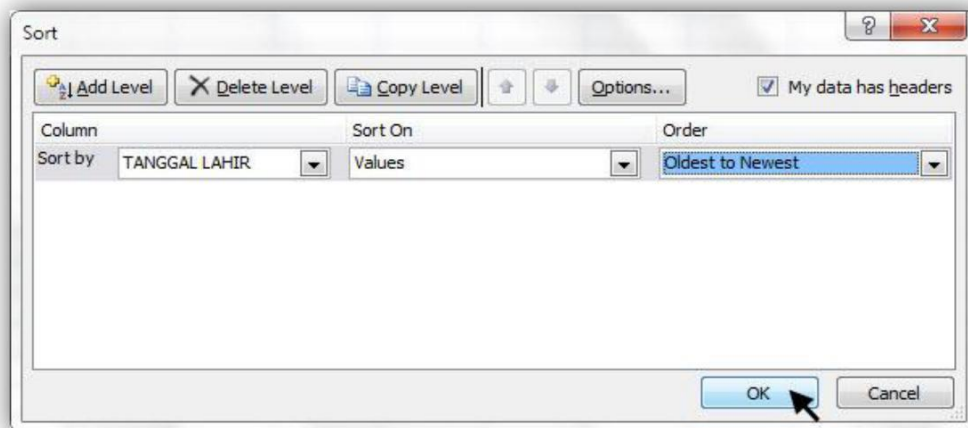 Sort
Add Level Delete Level Copy Level Options... My data has headers
Column Sort On Order
Sort by TANGGAL LAHIR Values Oldest to Newest
OK Cancel